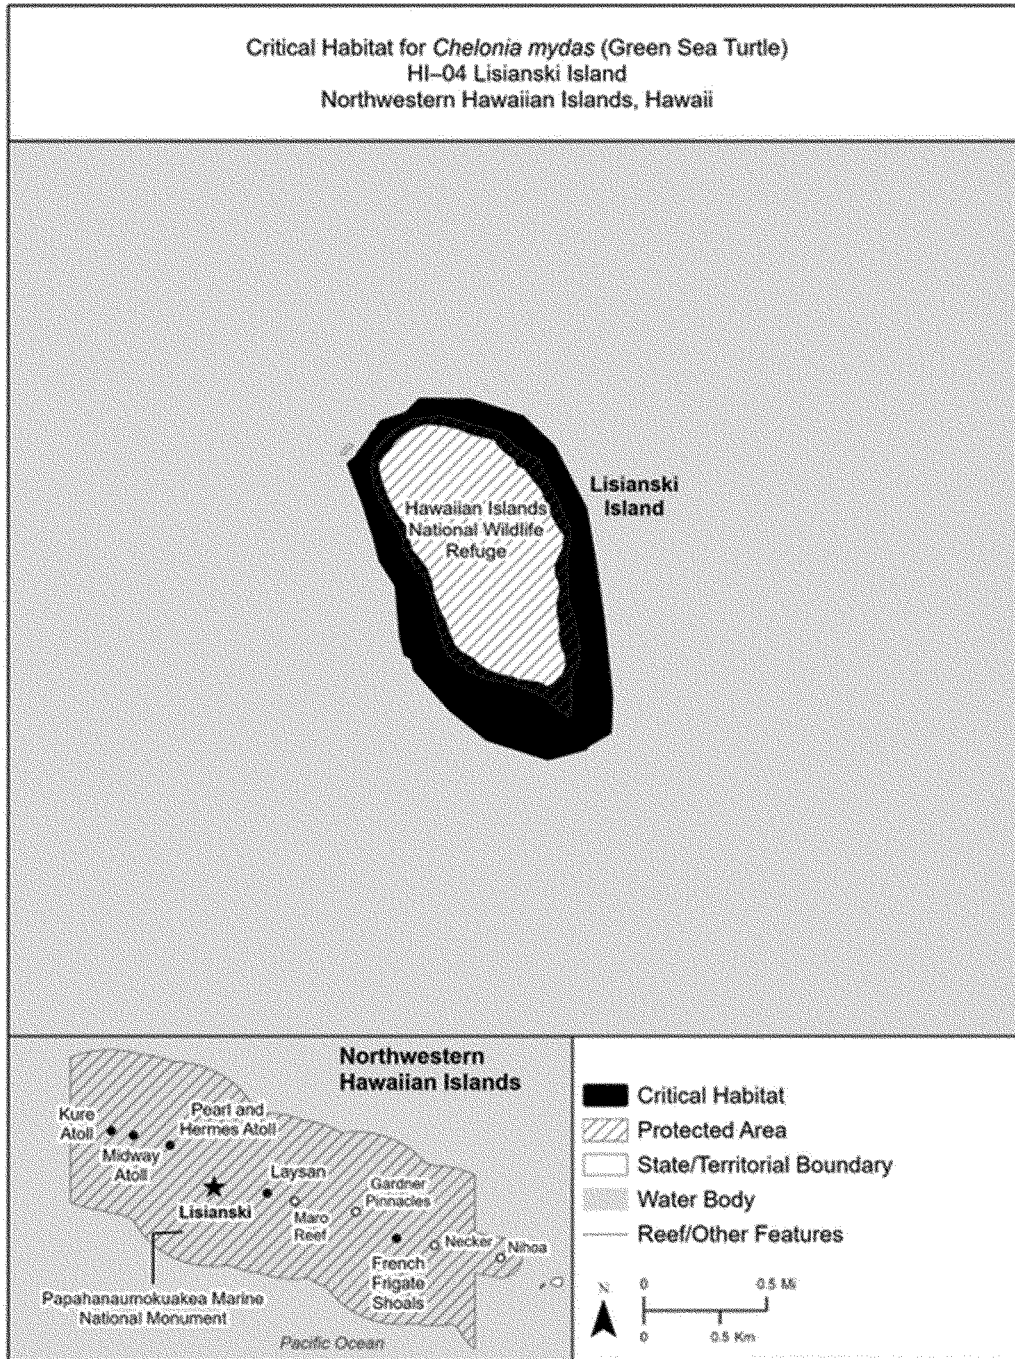 Critical Habitat for Chelonia mydas (Green Sea Turtle)
HI–04 Lisianski Island
Northwestern Hawaiian Islands, Hawaii
Lisianski
Island
Hawaiian Islands
National Wildlife
Refuge
Northwestern
Hawaiian Islands
Kure
Atoll
Midway
Atoll
Pearl and
Hermes Atoll
Lisianski
Laysan
Maro
Reef
Gardner
Pinnacles
French
Frigate
Shoals
Necker
Nihoa
Papahanaumokuakea Marine
National Monument
Pacific Ocean
Critical Habitat
Protected Area
State/Territorial Boundary
Water Body
Reef/Other Features
N
0 0.5 Mi
0 0.5 Km